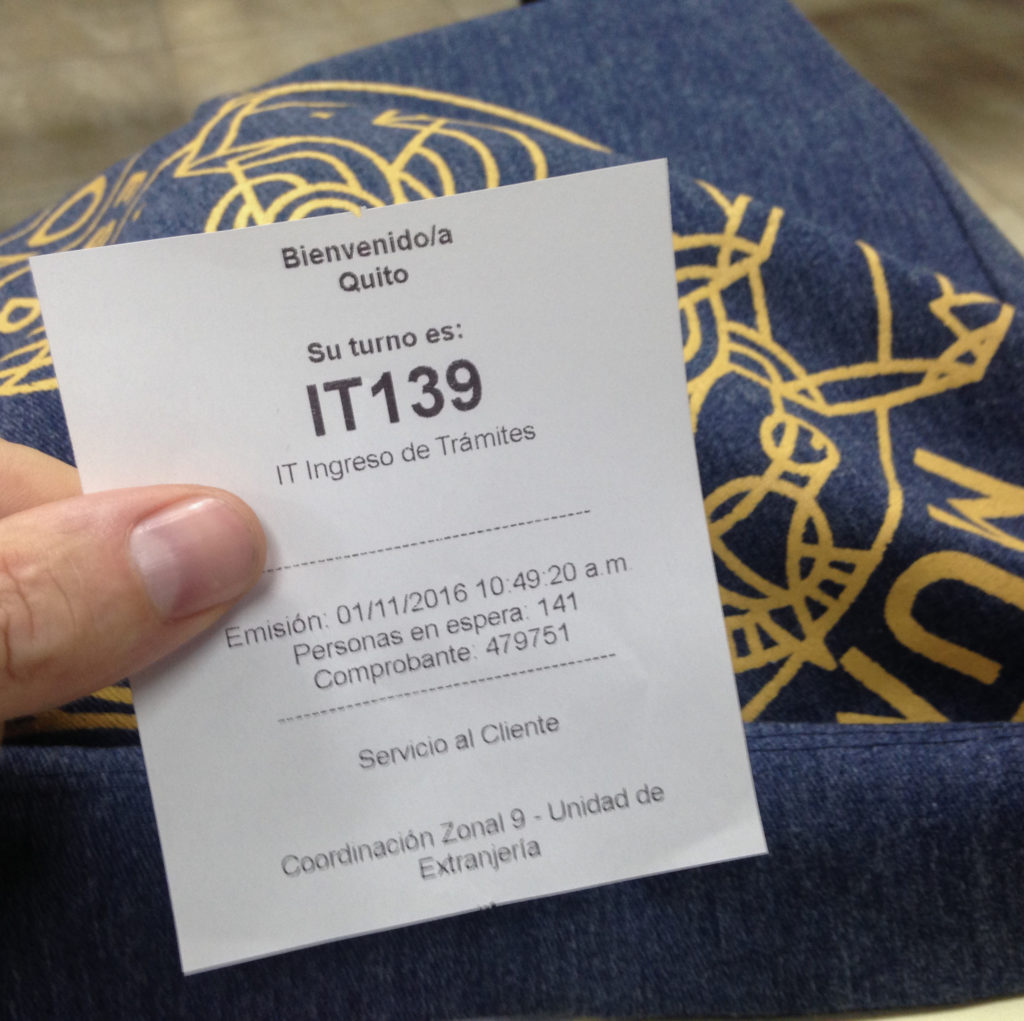 Bienvenido/a
Quito
Su turno es:
IT139
IT Ingreso de Trámites
Emisión: 01/11/2016 10:49:20 a.m.
Personas en espera: 141
Comprobante: 479751
Servicio al Cliente
Coordinación Zonal 9 - Unidad de
Extranjería